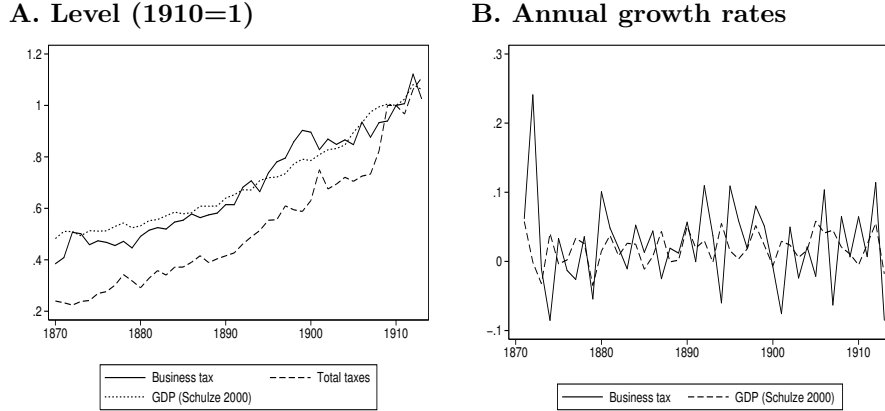 A. Level (1910=1)
1.2
1
.8
.6
.4
.2
1870 1880 1890 1900 1910
Business tax Total taxes
GDP (Schulze 2000)
B. Annual growth rates
.3
.2
.1
0
-.1
1870 1880 1890 1900 1910
Business tax GDP (Schulze 2000)